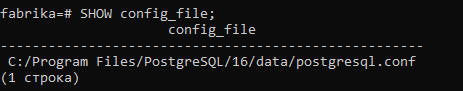 fabrika=# SHOW config_file;
config_file
----------------------------------------------------
C:/Program Files/PostgreSQL/16/data/postgresql.conf
(1 строка)